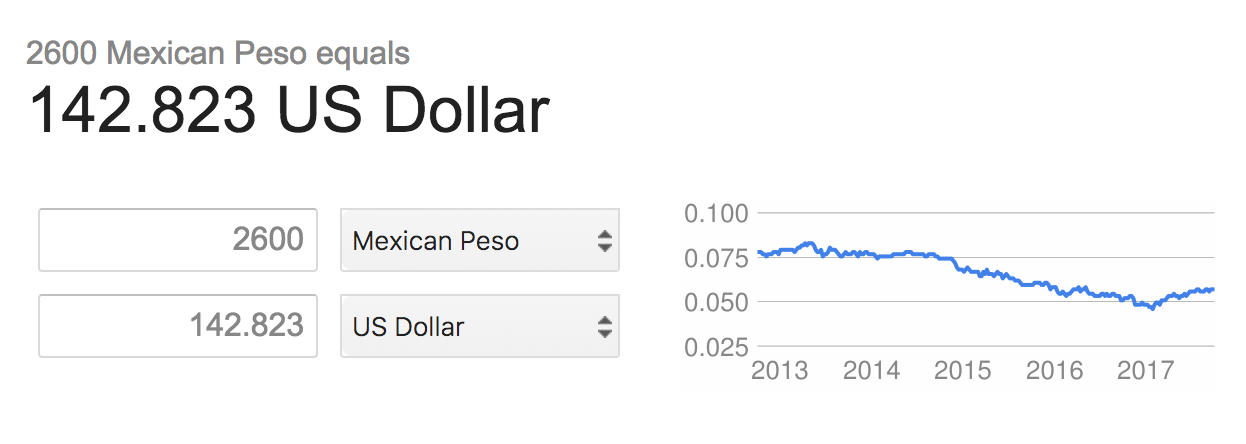 2600 Mexican Peso equals
142.823 US Dollar
2600 Mexican Peso
142.823 US Dollar
0.100
0.075
0.050
0.025
2013 2014 2015 2016 2017